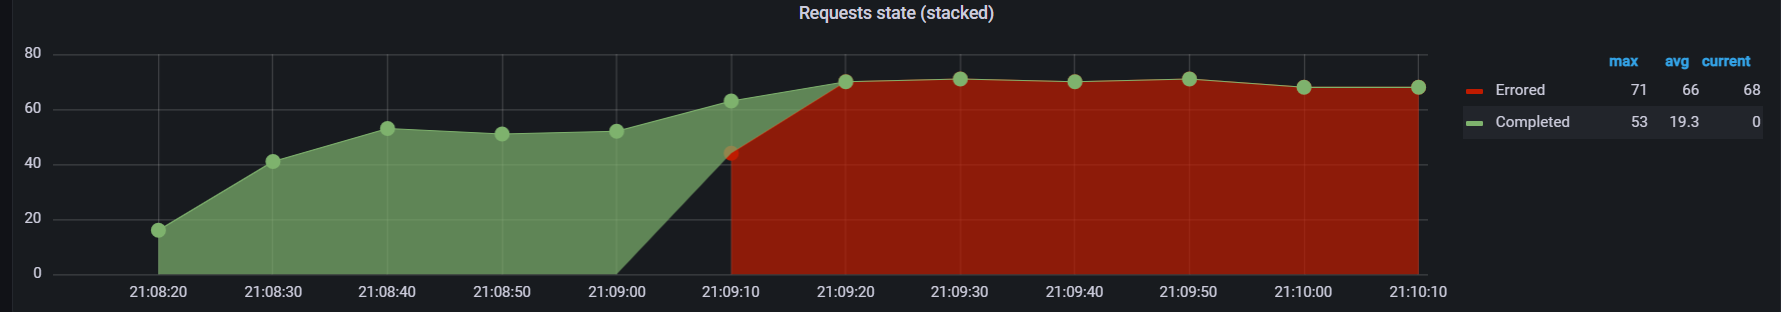 Requests state (stacked)
80
60
40
20
0
21:08:20 21:08:30 21:08:40 21:08:50 21:09:00 21:09:10 21:09:20 21:09:30 21:09:40 21:09:50 21:10:00 21:10:10
max avg current
Errored 71 66 68
Completed 53 19.3 0